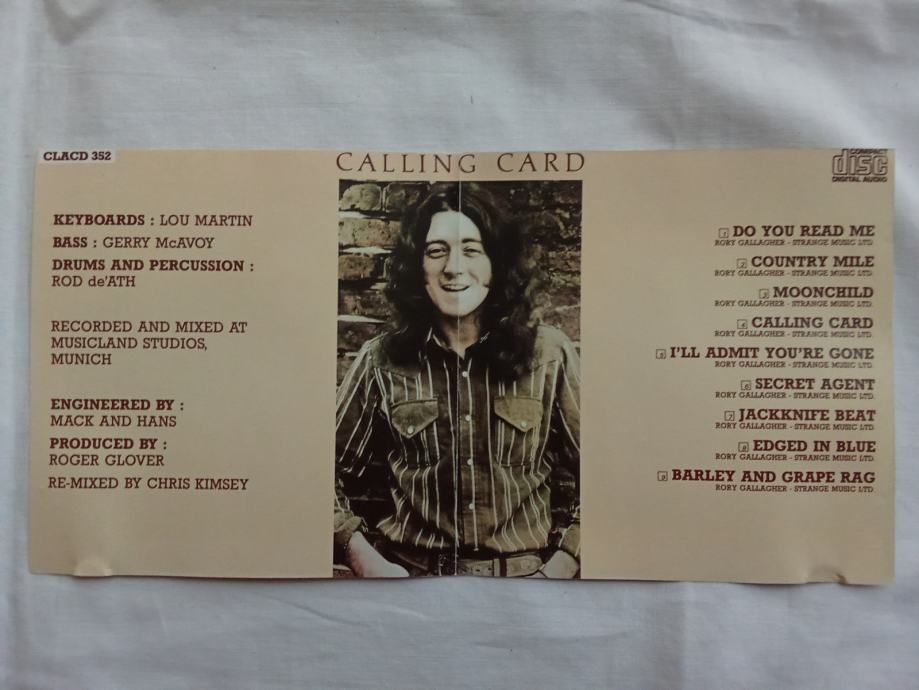 CLACD 352
CALLING CARD
COMPACT
disc
DIGITAL AUDIO
KEYBOARDS : LOU MARTIN
BASS : GERRY McAVOY
DRUMS AND PERCUSSION :
ROD de'ATH
RECORDED AND MIXED AT
MUSICLAND STUDIOS,
MUNICH
ENGINEERED BY :
MACK AND HANS
PRODUCED BY :
ROGER GLOVER
RE-MIXED BY CHRIS KIMSEY
1 DO YOU READ ME
RORY GALLAGHER - STRANGE MUSIC LTD.
2 COUNTRY MILE
RORY GALLAGHER - STRANGE MUSIC LTD.
3 MOONCHILD
RORY GALLAGHER - STRANGE MUSIC LTD.
4 CALLING CARD
RORY GALLAGHER - STRANGE MUSIC LTD.
5 I'LL ADMIT YOU'RE GONE
RORY GALLAGHER - STRANGE MUSIC LTD.
6 SECRET AGENT
RORY GALLAGHER - STRANGE MUSIC LTD.
7 JACKKNIFE BEAT
RORY GALLAGHER - STRANGE MUSIC LTD.
8 EDGED IN BLUE
RORY GALLAGHER - STRANGE MUSIC LTD.
9 BARLEY AND GRAPE RAG
RORY GALLAGHER - STRANGE MUSIC LTD.